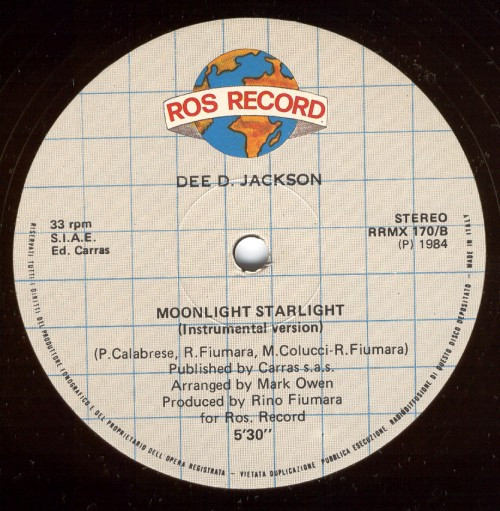 ROS RECORD
DEE D. JACKSON
33 rpm
S.I.A.E.
Ed. Carras
STEREO
RRMX 170/B
(P) 1984
MOONLIGHT STARLIGHT
(Instrumental version)
(P.Calabrese, R.Fiumara, M.Colucci-R.Fiumara)
Published by Carras s.a.s.
Arranged by Mark Owen
Produced by Rino Fiumara
for Ros. Record
5'30''
RISERVATI TUTTI I DIRITTI DEL PRODUTTORE FONOGRAFICO E DEL PROPRIETARIO DELL'OPERA REGISTRATA - VIETATA DUPLICAZIONE PUBBLICA ESECUZIONE RADIODIFFUSIONE DI QUESTO DISCO DEPOSITATO - MADE IN ITALY